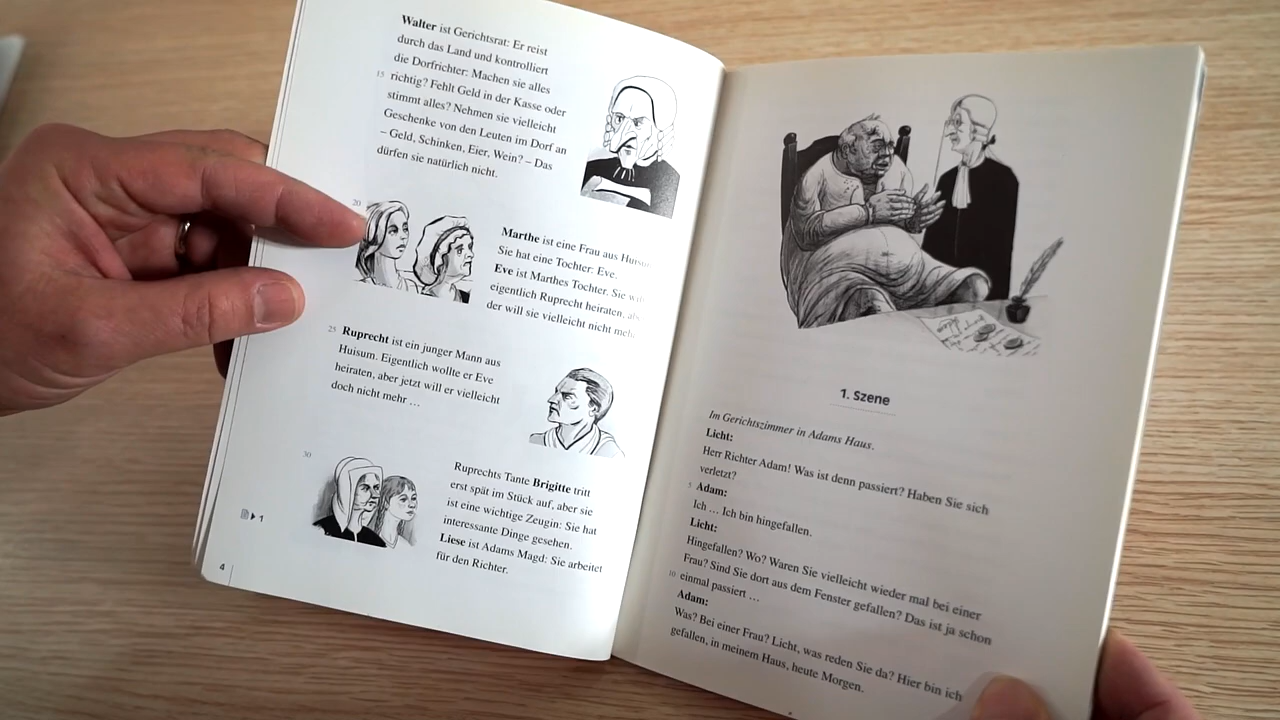 Walter ist Gerichtsrat: Er reist
durch das Land und kontrolliert
die Dorfrichter: Machen sie alles
15 richtig? Fehlt Geld in der Kasse oder
stimmt alles? Nehmen sie vielleicht
Geschenke von den Leuten im Dorf an
– Geld, Schinken, Eier, Wein? – Das
dürfen sie natürlich nicht.
20
Marthe ist eine Frau aus Huisum.
Sie hat eine Tochter: Eve.
Eve ist Marthes Tochter. Sie
eigentlich Ruprecht heiraten,
der will sie vielleicht nicht mehr.
25 Ruprecht ist ein junger Mann aus
Huisum. Eigentlich wollte er Eve
heiraten, aber jetzt will er vielleicht
doch nicht mehr …
30
Ruprechts Tante Brigitte tritt
erst spät im Stück auf, aber sie
ist eine wichtige Zeugin: Sie hat
interessante Dinge gesehen.
Liese ist Adams Magd: Sie arbeitet
für den Richter.
1
4
1. Szene
Im Gerichtszimmer in Adams Haus.
Licht:
Herr Richter Adam! Was ist denn passiert? Haben Sie sich
verletzt?
5 Adam:
Ich … Ich bin hingefallen.
Licht:
Hingefallen? Wo? Waren Sie vielleicht wieder mal bei einer
Frau? Sind Sie dort aus dem Fenster gefallen? Das ist ja schon
10 einmal passiert …
Adam:
Was? Bei einer Frau? Licht, was reden Sie da? Hier bin ich
gefallen, in meinem Haus, heute Morgen.